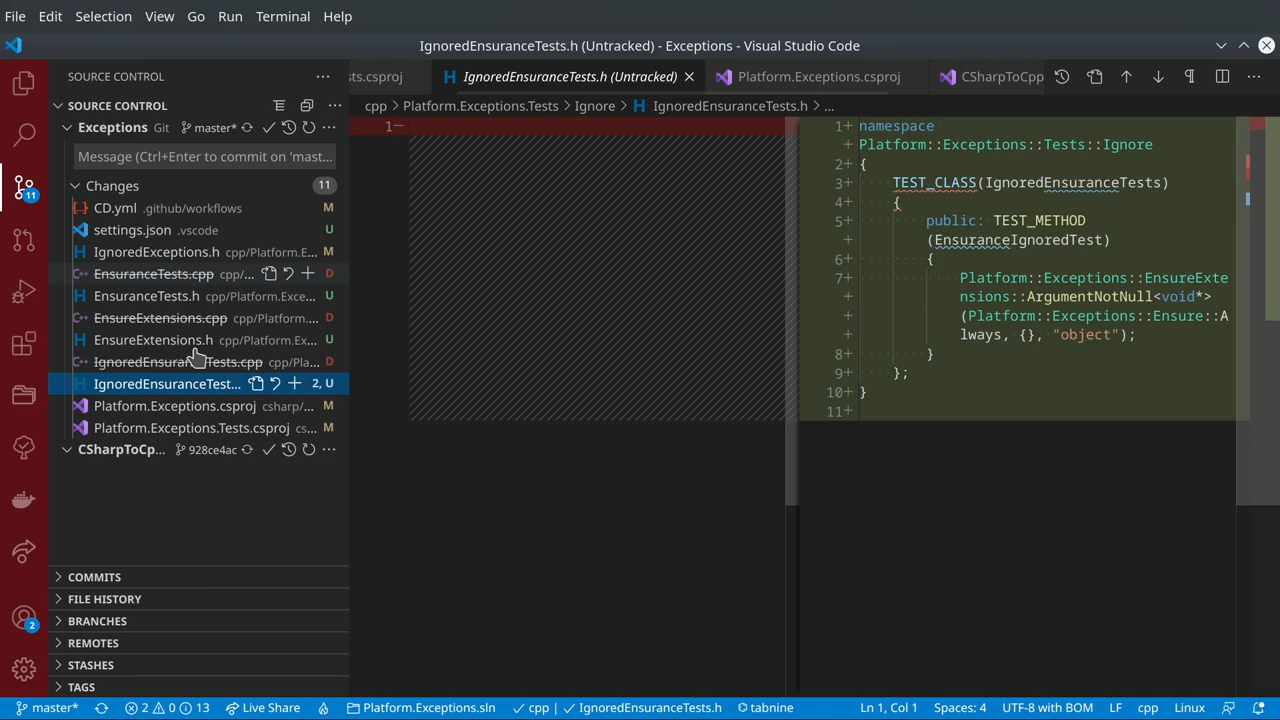 File Edit Selection View Go Run Terminal Help
IgnoredEnsuranceTests.h (Untracked) - Exceptions - Visual Studio Code
SOURCE CONTROL
sts.csproj
IgnoredEnsuranceTests.h (Untracked)
Platform.Exceptions.csproj
CSharpToCpp
SOURCE CONTROL
cpp > Platform.Exceptions.Tests > Ignore > IgnoredEnsuranceTests.h > ...
Exceptions Git master*
Message (Ctrl+Enter to commit on 'mast...
Changes 11
CD.yml .github/workflows M
11
settings.json .vscode U
IgnoredExceptions.h cpp/Platform.E... M
EnsuranceTests.cpp cpp/... D
EnsuranceTests.h cpp/Platform.Exce... U
EnsureExtensions.cpp cpp/Platform.... D
EnsureExtensions.h cpp/Platform.Ex... U
IgnoredEnsuranceTests.cpp cpp/Pla... D
IgnoredEnsuranceTest... 2, U
Platform.Exceptions.csproj csharp/... M
Platform.Exceptions.Tests.csproj cs... M
CSharpToCp... 928ce4ac
COMMITS
FILE HISTORY
BRANCHES
REMOTES
STASHES
TAGS
2
1−
1+ namespace
+ Platform::Exceptions::Tests::Ignore
2+ {
3+ TEST_CLASS(IgnoredEnsuranceTests)
4+ {
5+ public: TEST_METHOD
+ (EnsuranceIgnoredTest)
6+ {
7+ Platform::Exceptions::EnsureExte
+ nsions::ArgumentNotNull<void*>
+ (Platform::Exceptions::Ensure::A
+ lways, {}, "object");
8+ }
9+ };
10+ }
11+
master* 2 0 13 Live Share Platform.Exceptions.sln cpp IgnoredEnsuranceTests.h tabnine Ln 1, Col 1 Spaces: 4 UTF-8 with BOM LF cpp Linux